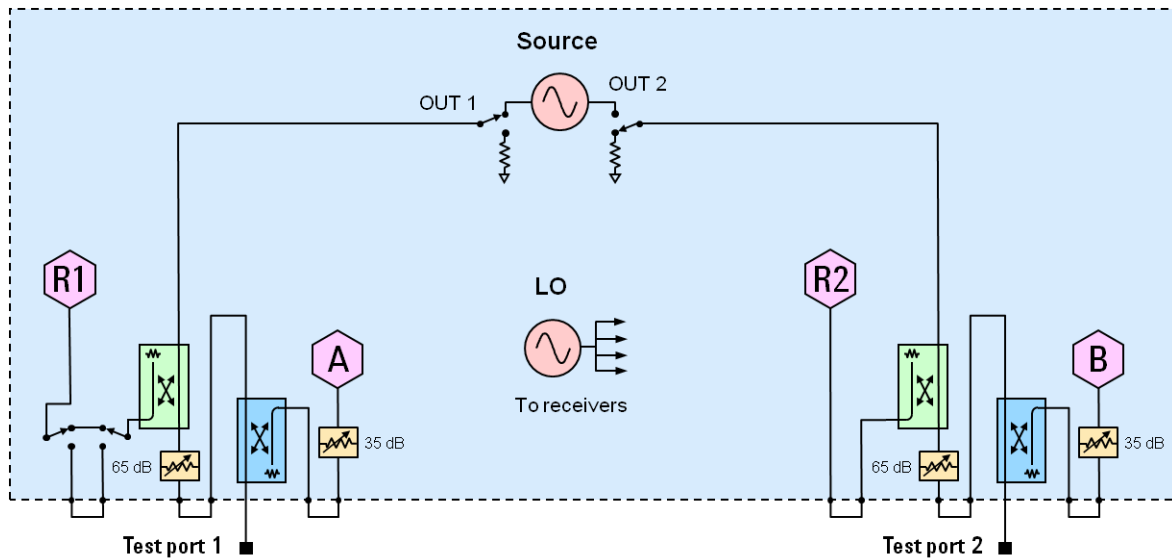 Source
OUT 1
OUT 2
R1
R2
LO
A
B
To receivers
35 dB
35 dB
65 dB
65 dB
Test port 1
Test port 2